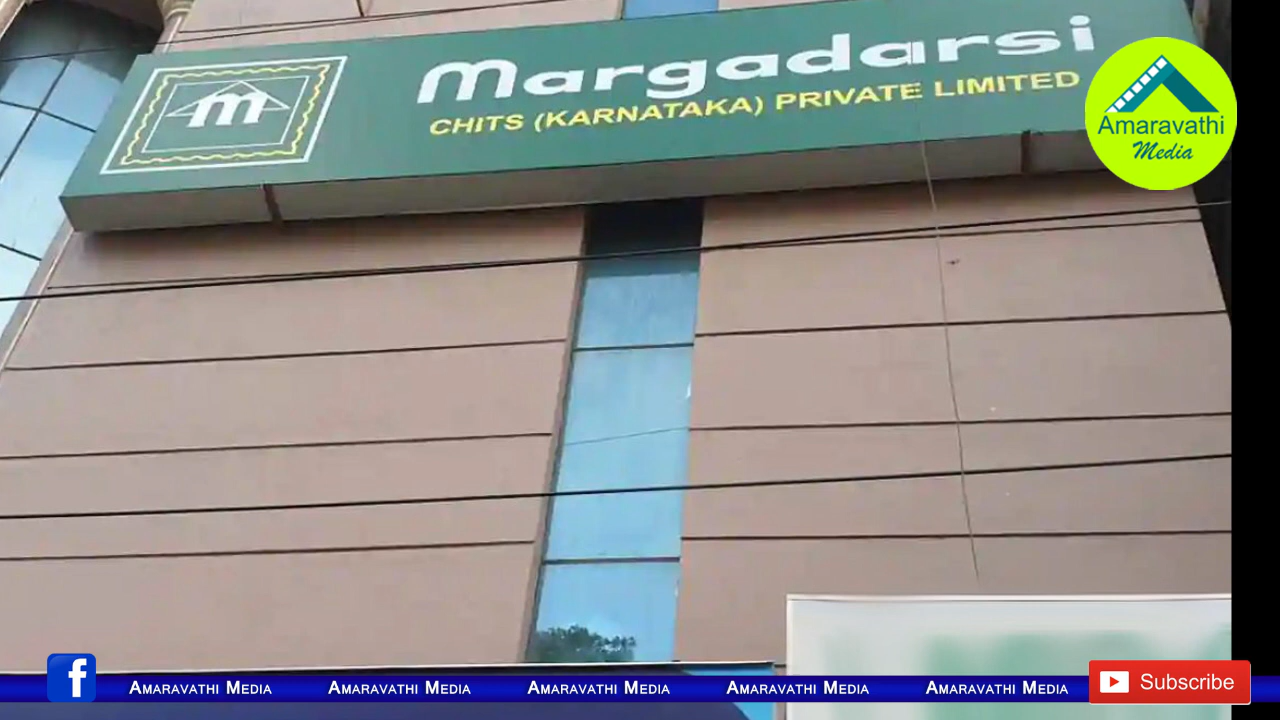 m
Margadarsi
CHITS (KARNATAKA) PRIVATE LIMITED
Amaravathi
Media
f
Amaravathi Media Amaravathi Media Amaravathi Media Amaravathi Media Amaravathi Media
Subscribe